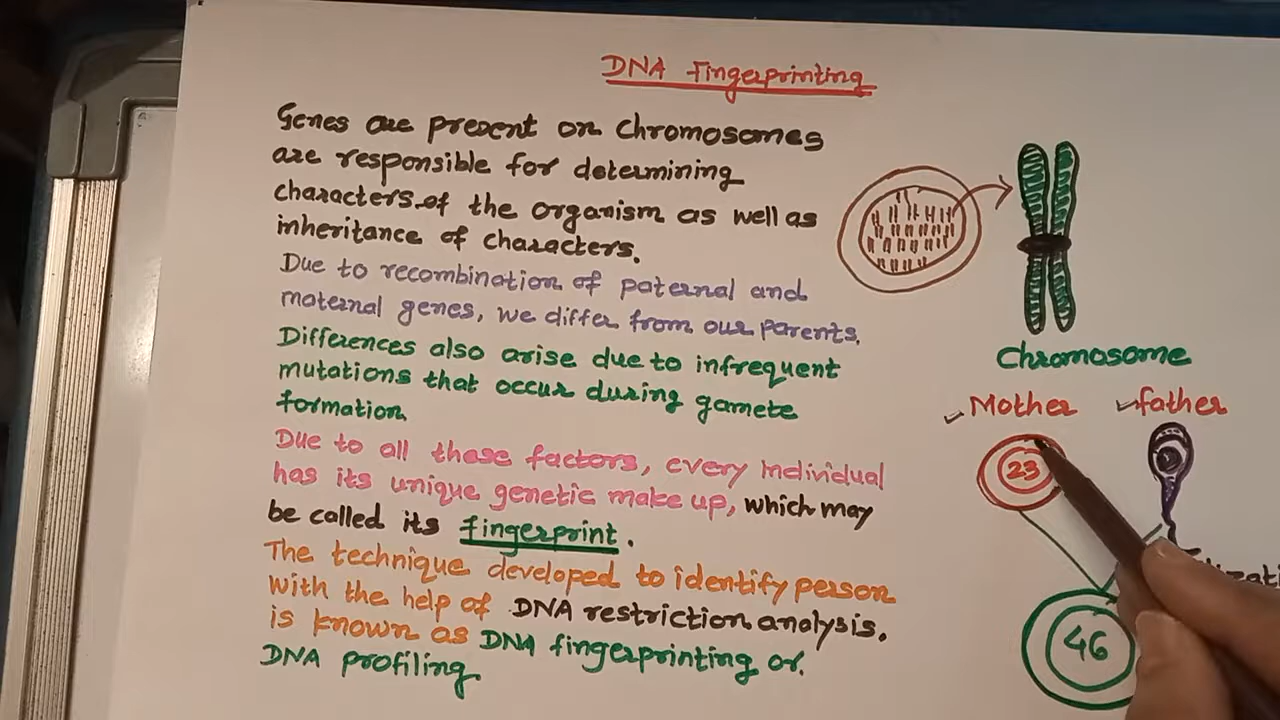 DNA Fingerprinting
Genes are present on chromosomes
are responsible for determining
characters of the organism as well as
inheritance of characters.
Due to recombination of paternal and
maternal genes, we differ from our parents.
Differences also arise due to infrequent
mutations that occur during gamete
formation
Due to all these factors, every individual
has its unique genetic make up, which may
be called its fingerprint.
The technique developed to identify person
with the help of DNA restriction analysis.
is known as DNA fingerprinting or.
DNA profiling
Chromosome
Mother father
23
46